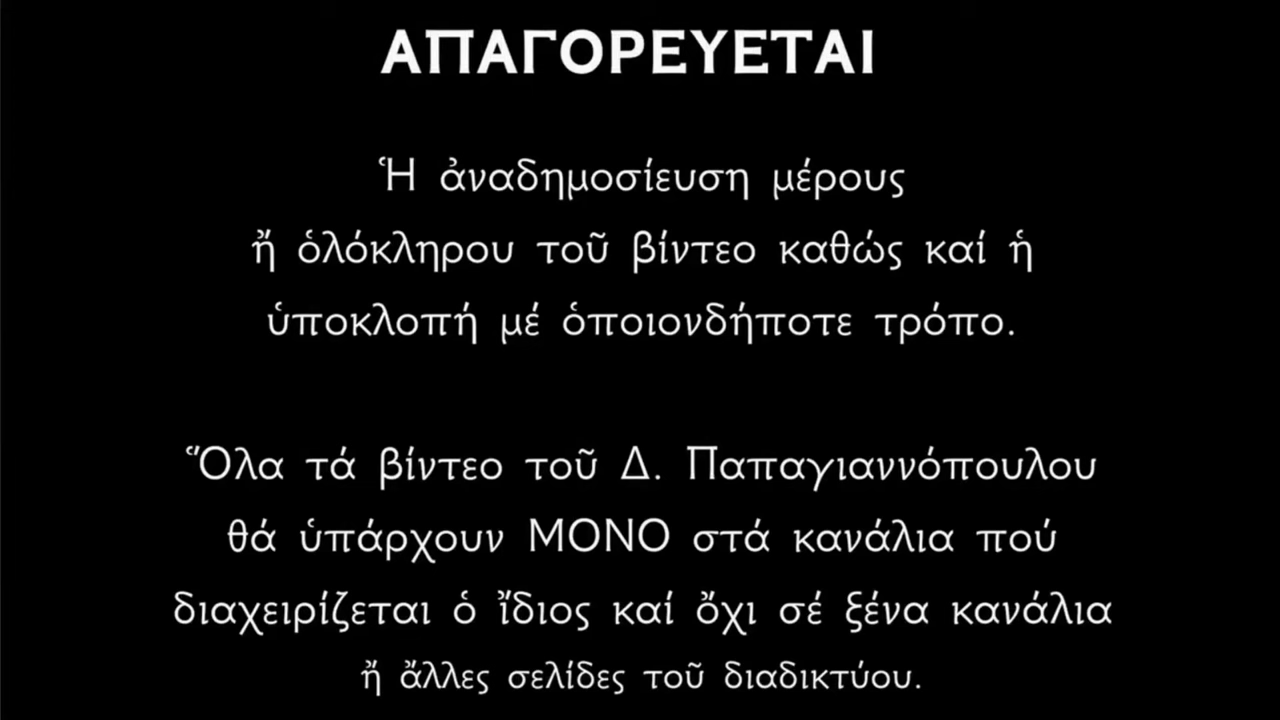 ΑΠΑΓΟΡΕΥΕΤΑΙ
Ἡ ἀναδημοσίευση μέρους
ἤ ὁλόκληρου τοῦ βίντεο καθώς καί ἡ
ὑποκλοπή μέ ὁποιονδήποτε τρόπο.
Ὅλα τά βίντεο τοῦ Δ. Παπαγιαννόπουλου
θά ὑπάρχουν ΜΟΝΟ στά κανάλια πού
διαχειρίζεται ὁ ἴδιος καί ὄχι σέ ξένα κανάλια
ἤ ἄλλες σελίδες τοῦ διαδικτύου.